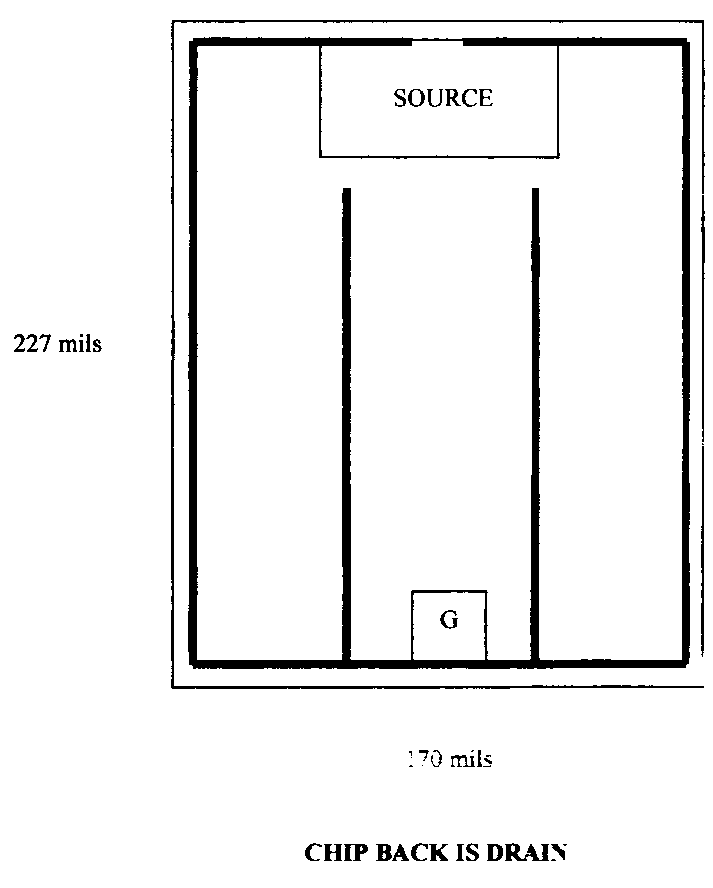 SOURCE
227 mils
G
170 mils
CHIP BACK IS DRAIN